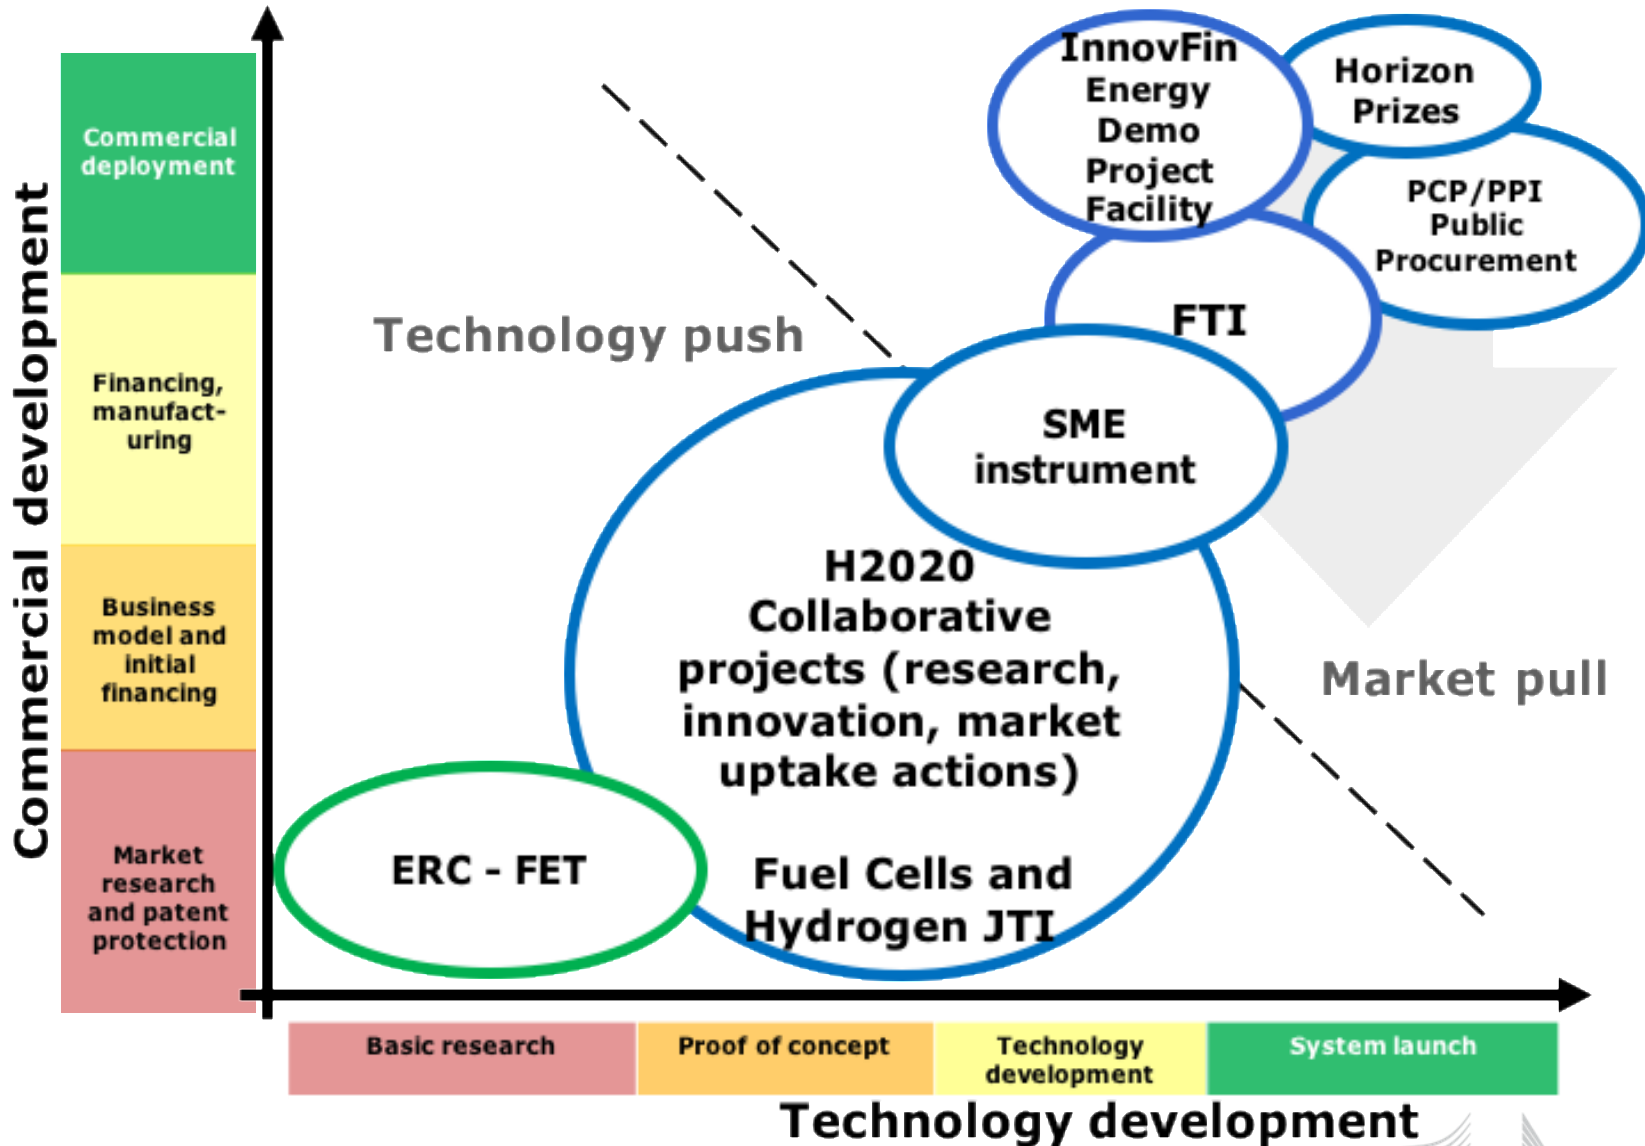 Commercial development
Commercial
deployment
Financing,
manufact-
uring
Business
model and
initial
financing
Market
research
and patent
protection
Technology push
InnovFin
Energy
Demo
Project
Facility
Horizon
Prizes
PCP/PPI
Public
Procurement
FTI
SME
instrument
H2020
Collaborative
projects (research,
innovation, market
uptake actions)
Fuel Cells and
Hydrogen JTI
ERC - FET
Market pull
Basic research
Proof of concept
Technology
development
System launch
Technology development